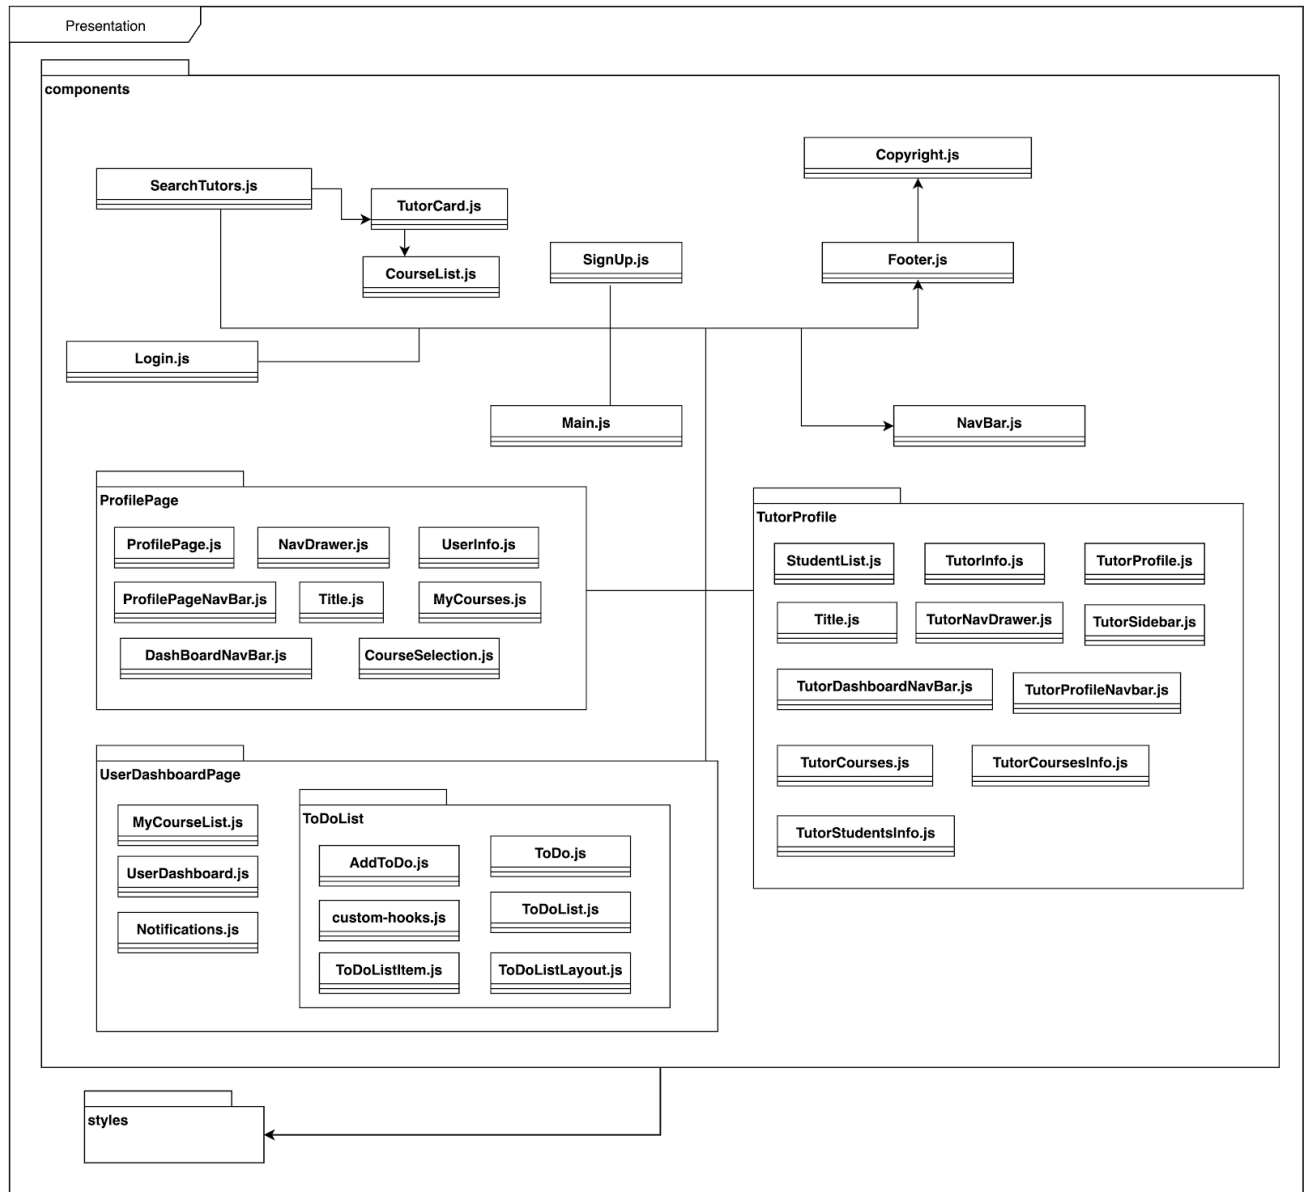 Presentation
components
SearchTutors.js
TutorCard.js
CourseList.js
Copyright.js
SignUp.js
Footer.js
Login.js
Main.js
NavBar.js
ProfilePage
ProfilePage.js
NavDrawer.js
UserInfo.js
ProfilePageNavBar.js
Title.js
MyCourses.js
DashBoardNavBar.js
CourseSelection.js
TutorProfile
StudentList.js
TutorInfo.js
TutorProfile.js
Title.js
TutorNavDrawer.js
TutorSidebar.js
TutorDashboardNavBar.js
TutorProfileNavbar.js
TutorCourses.js
TutorCoursesInfo.js
TutorStudentsInfo.js
UserDashboardPage
MyCourseList.js
UserDashboard.js
Notifications.js
ToDoList
AddToDo.js
ToDo.js
custom-hooks.js
ToDoList.js
ToDoListItem.js
ToDoListLayout.js
styles